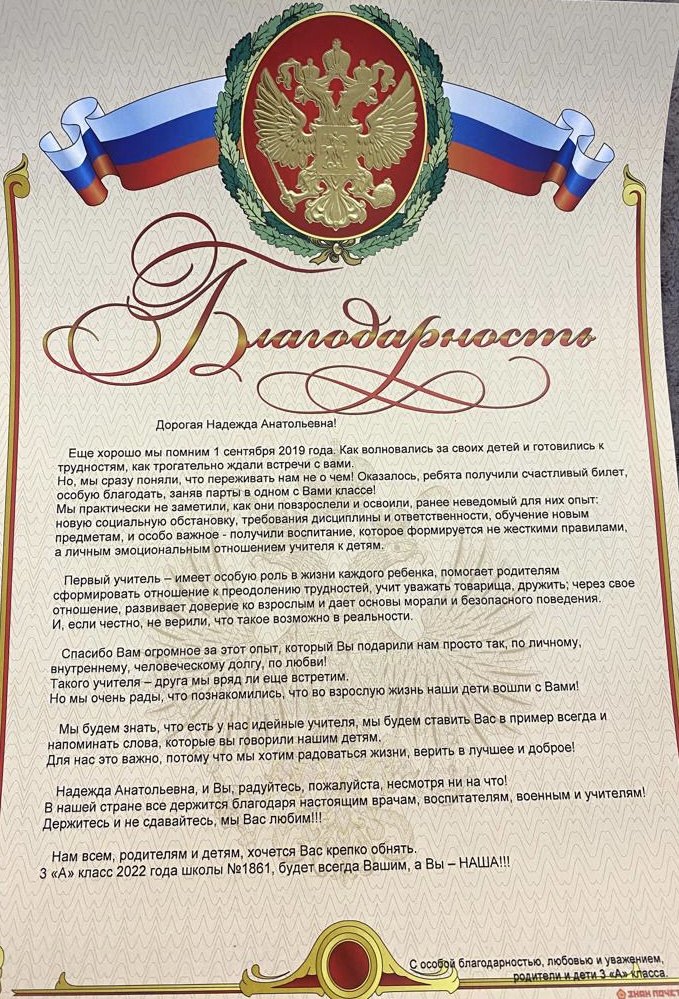 Благодарность
Дорогая Надежда Анатольевна!
Еще хорошо мы помним 1 сентября 2019 года. Как волновались за своих детей и готовились к
трудностям, как трогательно ждали встречи с вами.
Но, мы сразу поняли, что переживать нам не о чем! Оказалось, ребята получили счастливый билет,
особую благодать, заняв парты в одном с Вами классе!
Мы практически не заметили, как они повзрослели и освоили, ранее неведомый для них опыт:
новую социальную обстановку, требования дисциплины и ответственности, обучение новым
предметам, и особо важное - получили воспитание, которое формируется не жесткими правилами,
а личным эмоциональным отношением учителя к детям.
Первый учитель – имеет особую роль в жизни каждого ребенка, помогает родителям
сформировать отношение к преодолению трудностей, учит уважать товарища, дружить; через свое
отношение, развивает доверие ко взрослым и дает основы морали и безопасного поведения.
И, если честно, не верили, что такое возможно в реальности.
Спасибо Вам огромное за этот опыт, который Вы подарили нам просто так, по личному,
внутреннему, человеческому долгу, по любви!
Такого учителя – друга мы вряд ли еще встретим.
Но мы очень рады, что познакомились, что во взрослую жизнь наши дети вошли с Вами!
Мы будем знать, что есть у нас идейные учителя, мы будем ставить Вас в пример всегда и
напоминать слова, которые вы говорили нашим детям.
Для нас это важно, потому что мы хотим радоваться жизни, верить в лучшее и доброе!
Надежда Анатольевна, и Вы, радуйтесь, пожалуйста, несмотря ни на что!
В нашей стране все держится благодаря настоящим врачам, воспитателям, военным и учителям!
Держитесь и не сдавайтесь, мы Вас любим!!!
Нам всем, родителям и детям, хочется Вас крепко обнять.
3 «А» класс 2022 года школы №1861, будет всегда Вашим, а Вы – НАША!!!
С особой благодарностью, любовью и уважением,
родители и дети 3 «А» класса.
ЗНАК ПОЧЕТ